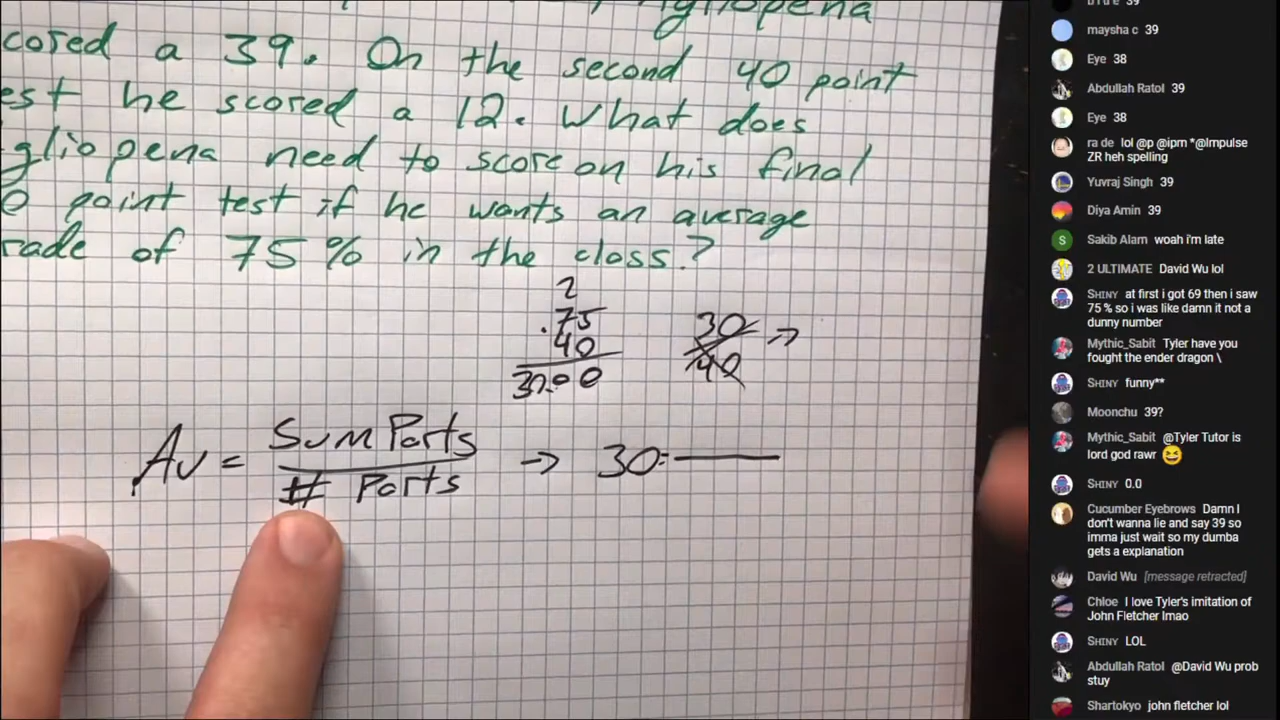 cored a 39. On the second 40 point
est he scored a 12. What does
gliopena need to score on his final
point test if he wants an average
rade of 75% in the class?
2
.75
40
30.00
30
40
→
Av = Sum Parts
# Parts
→ 30=
39
maysha c 39
Eye 38
Abdullah Ratol 39
Eye 38
ra de lol @p @ipm *@Impulse
ZR heh spelling
Yuvraj Singh 39
Diya Amin 39
S Sakib Alam woah i'm late
2 ULTIMATE David Wu lol
SHINY at first i got 69 then i saw
75 % so i was like damn it not a
dunny number
Mythic_Sabit Tyler have you
fought the ender dragon \
SHINY funny**
Moonchu 39?
Mythic_Sabit @Tyler Tutor is
lord god rawr 😆
SHINY 0.0
Cucumber Eyebrows Damn I
don't wanna lie and say 39 so
imma just wait so my dumba
gets a explanation
David Wu [message retracted]
Chloe I love Tyler's imitation of
John Fletcher lmao
SHINY LOL
Abdullah Ratol @David Wu prob
stuy
Shartokyo john fletcher lol